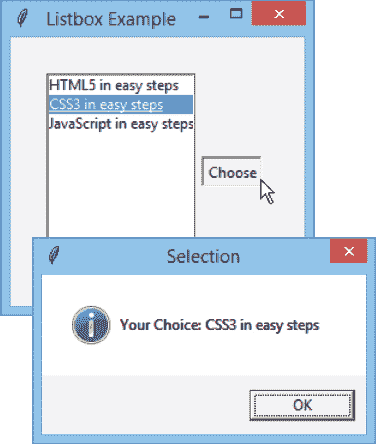 Listbox Example
HTML5 in easy steps
CSS3 in easy steps
JavaScript in easy steps
Choose
Selection
Your Choice: CSS3 in easy steps
OK